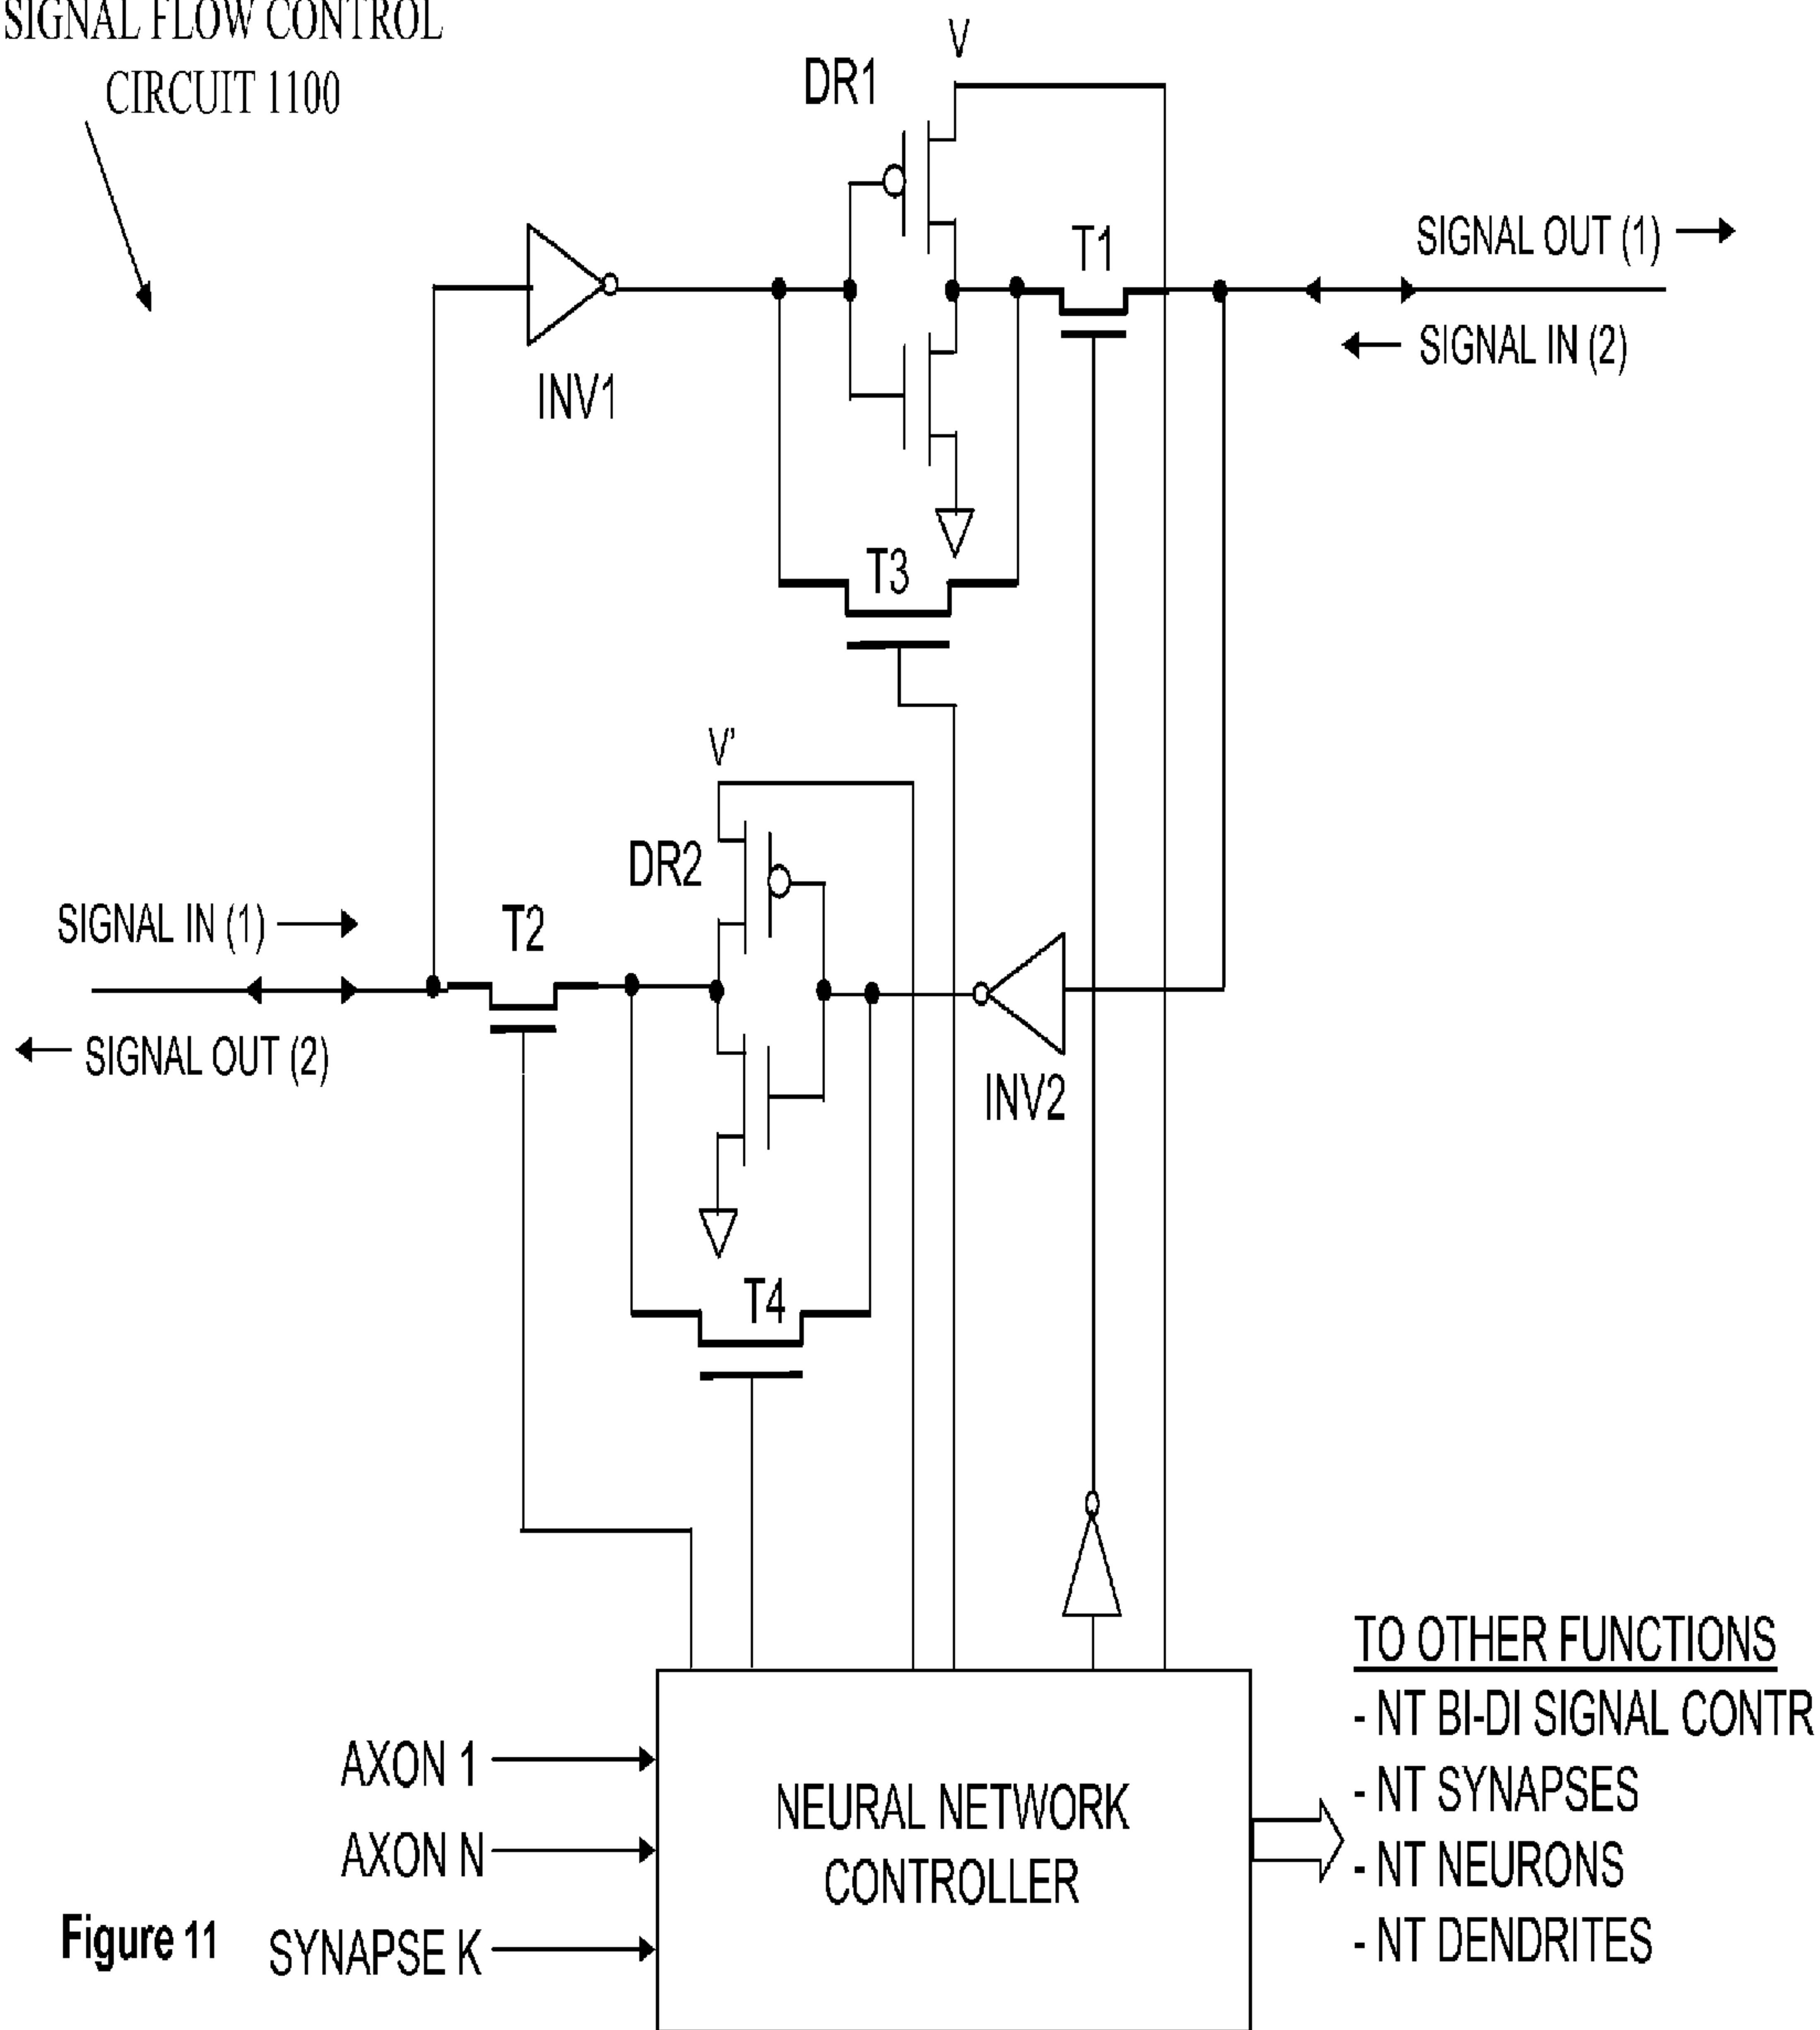 SIGNAL FLOW CONTROL
CIRCUIT 1100
V
DR1
T1
SIGNAL OUT (1)
SIGNAL IN (2)
INV1
T3
V'
DR2
SIGNAL IN (1)
T2
SIGNAL OUT (2)
INV2
T4
TO OTHER FUNCTIONS
- NT BI-DI SIGNAL CONTR
- NT SYNAPSES
- NT NEURONS
- NT DENDRITES
AXON 1
AXON N
SYNAPSE K
NEURAL NETWORK
CONTROLLER
Figure 11